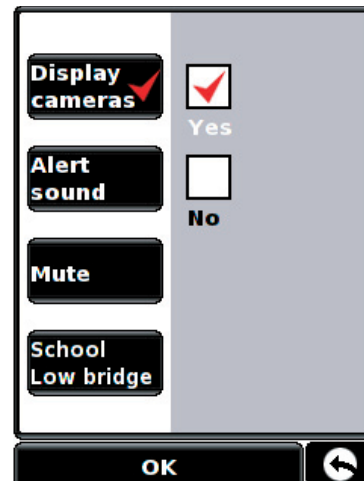 Display
cameras
Yes
Alert
sound
No
Mute
School
Low bridge
OK